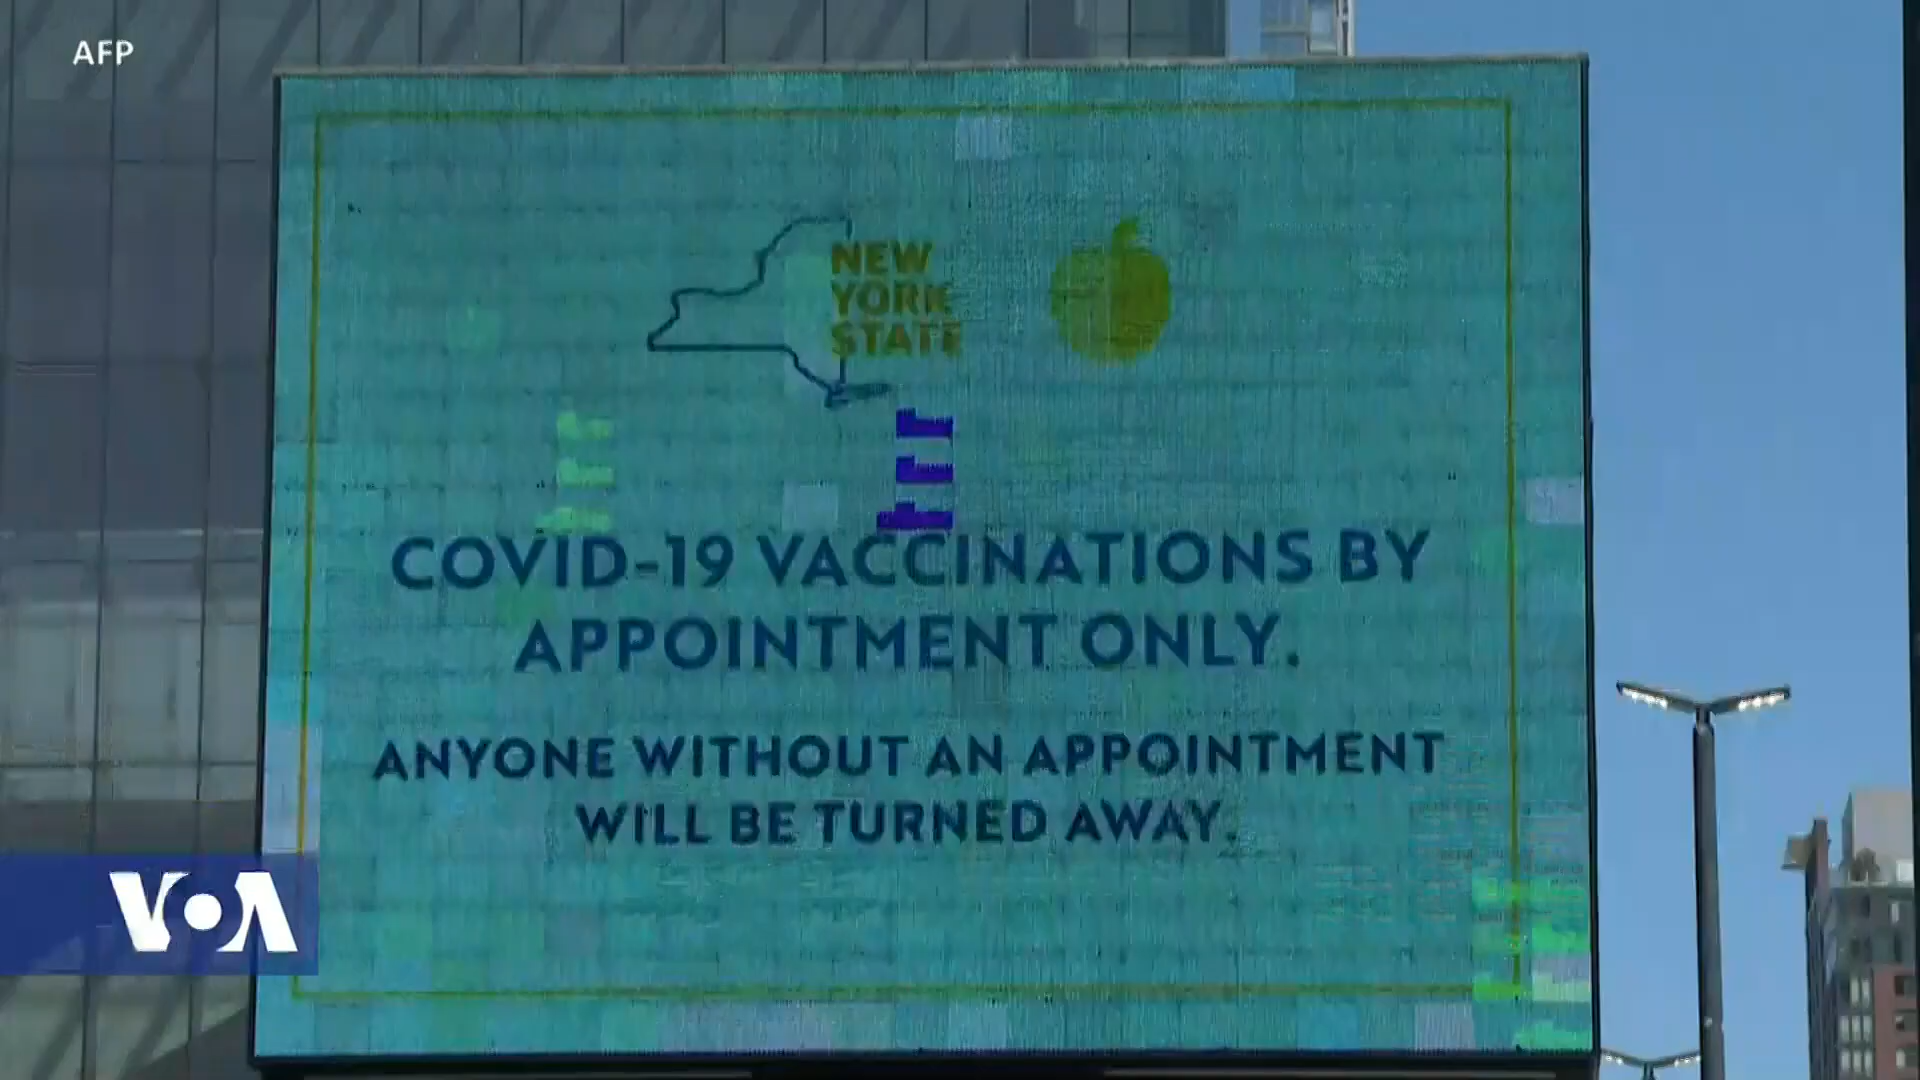 AFP
NEW
YORK
STATE
COVID-19 VACCINATIONS BY
APPOINTMENT ONLY.
ANYONE WITHOUT AN APPOINTMENT
WILL BE TURNED AWAY.
VOA